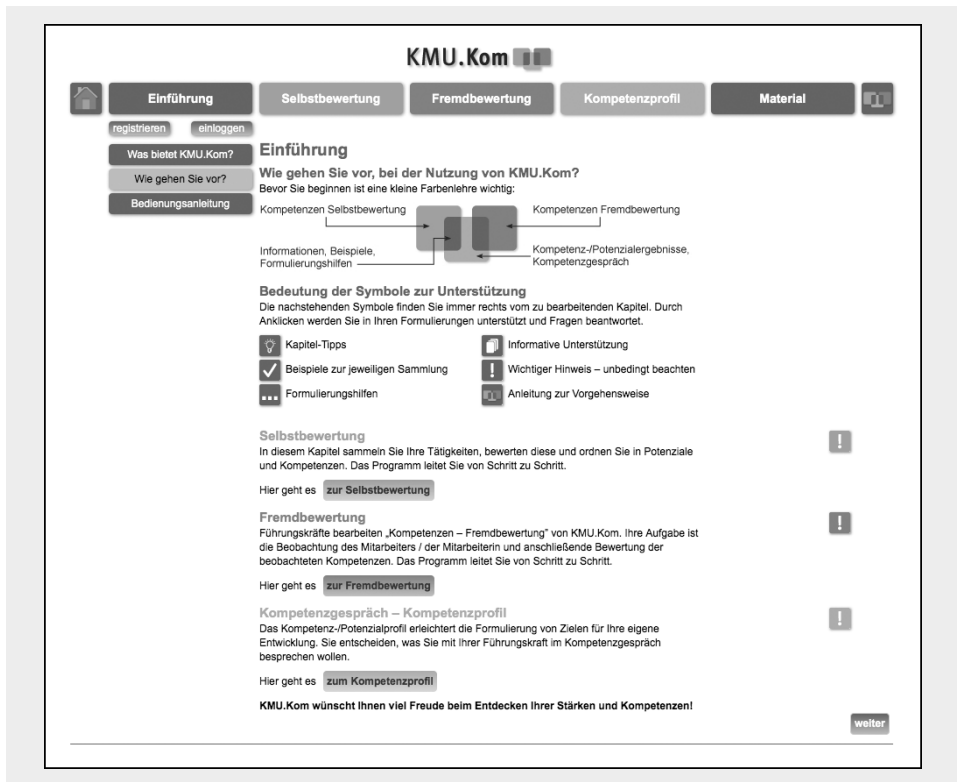 KMU.Kom
Einführung
Selbstbewertung
Fremdbewertung
Kompetenzprofil
Material
registrieren
einloggen
Was bietet KMU.Kom?
Wie gehen Sie vor?
Bedienungsanleitung
Einführung
Wie gehen Sie vor, bei der Nutzung von KMU.Kom?
Bevor Sie beginnen ist eine kleine Farbenlehre wichtig:
Kompetenzen Selbstbewertung
Kompetenzen Fremdbewertung
Informationen, Beispiele,
Formulierungshilfen
Kompetenz-/Potenzialergebnisse,
Kompetenzgespräch
Bedeutung der Symbole zur Unterstützung
Die nachstehenden Symbole finden Sie immer rechts vom zu bearbeitenden Kapitel. Durch
Anklicken werden Sie in Ihren Formulierungen unterstützt und Fragen beantwortet.
Kapitel-Tipps
Informative Unterstützung
Beispiele zur jeweiligen Sammlung
! Wichtiger Hinweis – unbedingt beachten
... Formulierungshilfen
Anleitung zur Vorgehensweise
Selbstbewertung
!
In diesem Kapitel sammeln Sie Ihre Tätigkeiten, bewerten diese und ordnen Sie in Potenziale
und Kompetenzen. Das Programm leitet Sie von Schritt zu Schritt.
Hier geht es zur Selbstbewertung
Fremdbewertung
!
Führungskräfte bearbeiten „Kompetenzen – Fremdbewertung" von KMU.Kom. Ihre Aufgabe ist
die Beobachtung des Mitarbeiters / der Mitarbeiterin und anschließende Bewertung der
beobachteten Kompetenzen. Das Programm leitet Sie von Schritt zu Schritt.
Hier geht es zur Fremdbewertung
Kompetenzgespräch – Kompetenzprofil
!
Das Kompetenz-/Potenzialprofil erleichtert die Formulierung von Zielen für Ihre eigene
Entwicklung. Sie entscheiden, was Sie mit Ihrer Führungskraft im Kompetenzgespräch
besprechen wollen.
Hier geht es zum Kompetenzprofil
KMU.Kom wünscht Ihnen viel Freude beim Entdecken Ihrer Stärken und Kompetenzen!
weiter